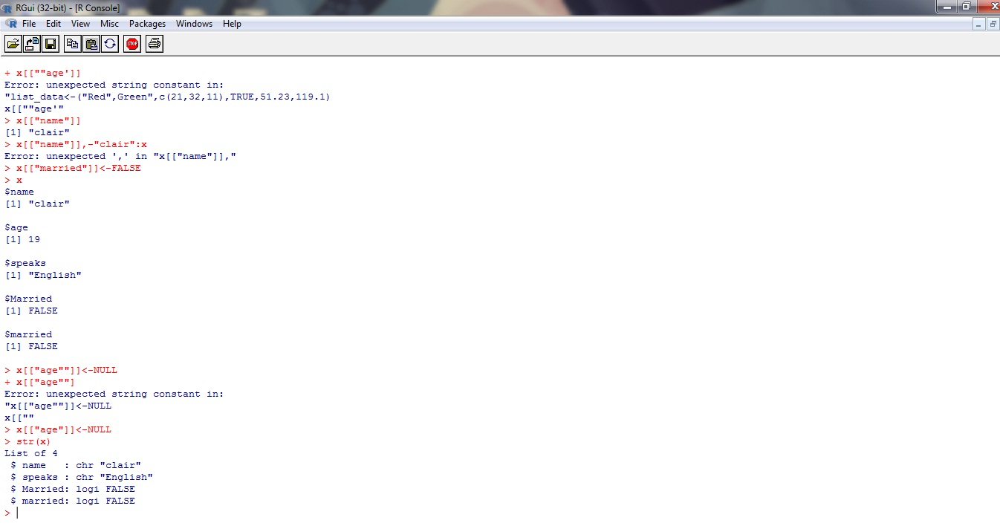 RGui (32-bit) - [R Console]
File Edit View Misc Packages Windows Help
STOP
+ x[[""age']]
Error: unexpected string constant in:
"list_data<-("Red",Green",c(21,32,11),TRUE,51.23,119.1)
x[[""age'"
> x[["name"]]
[1] "clair"
> x[["name"]],-"clair":x
Error: unexpected ',' in "x[["name"]],"
> x[["married"]]<-FALSE
> x
$name
[1] "clair"
$age
[1] 19
$speaks
[1] "English"
$Married
[1] FALSE
$married
[1] FALSE
> x[["age""]]<-NULL
+ x[["age""]
Error: unexpected string constant in:
"x[["age""]]<-NULL
x[[""
> x[["age"]]<-NULL
> str(x)
List of 4
 $ name   : chr "clair"
 $ speaks : chr "English"
 $ Married: logi FALSE
 $ married: logi FALSE
>